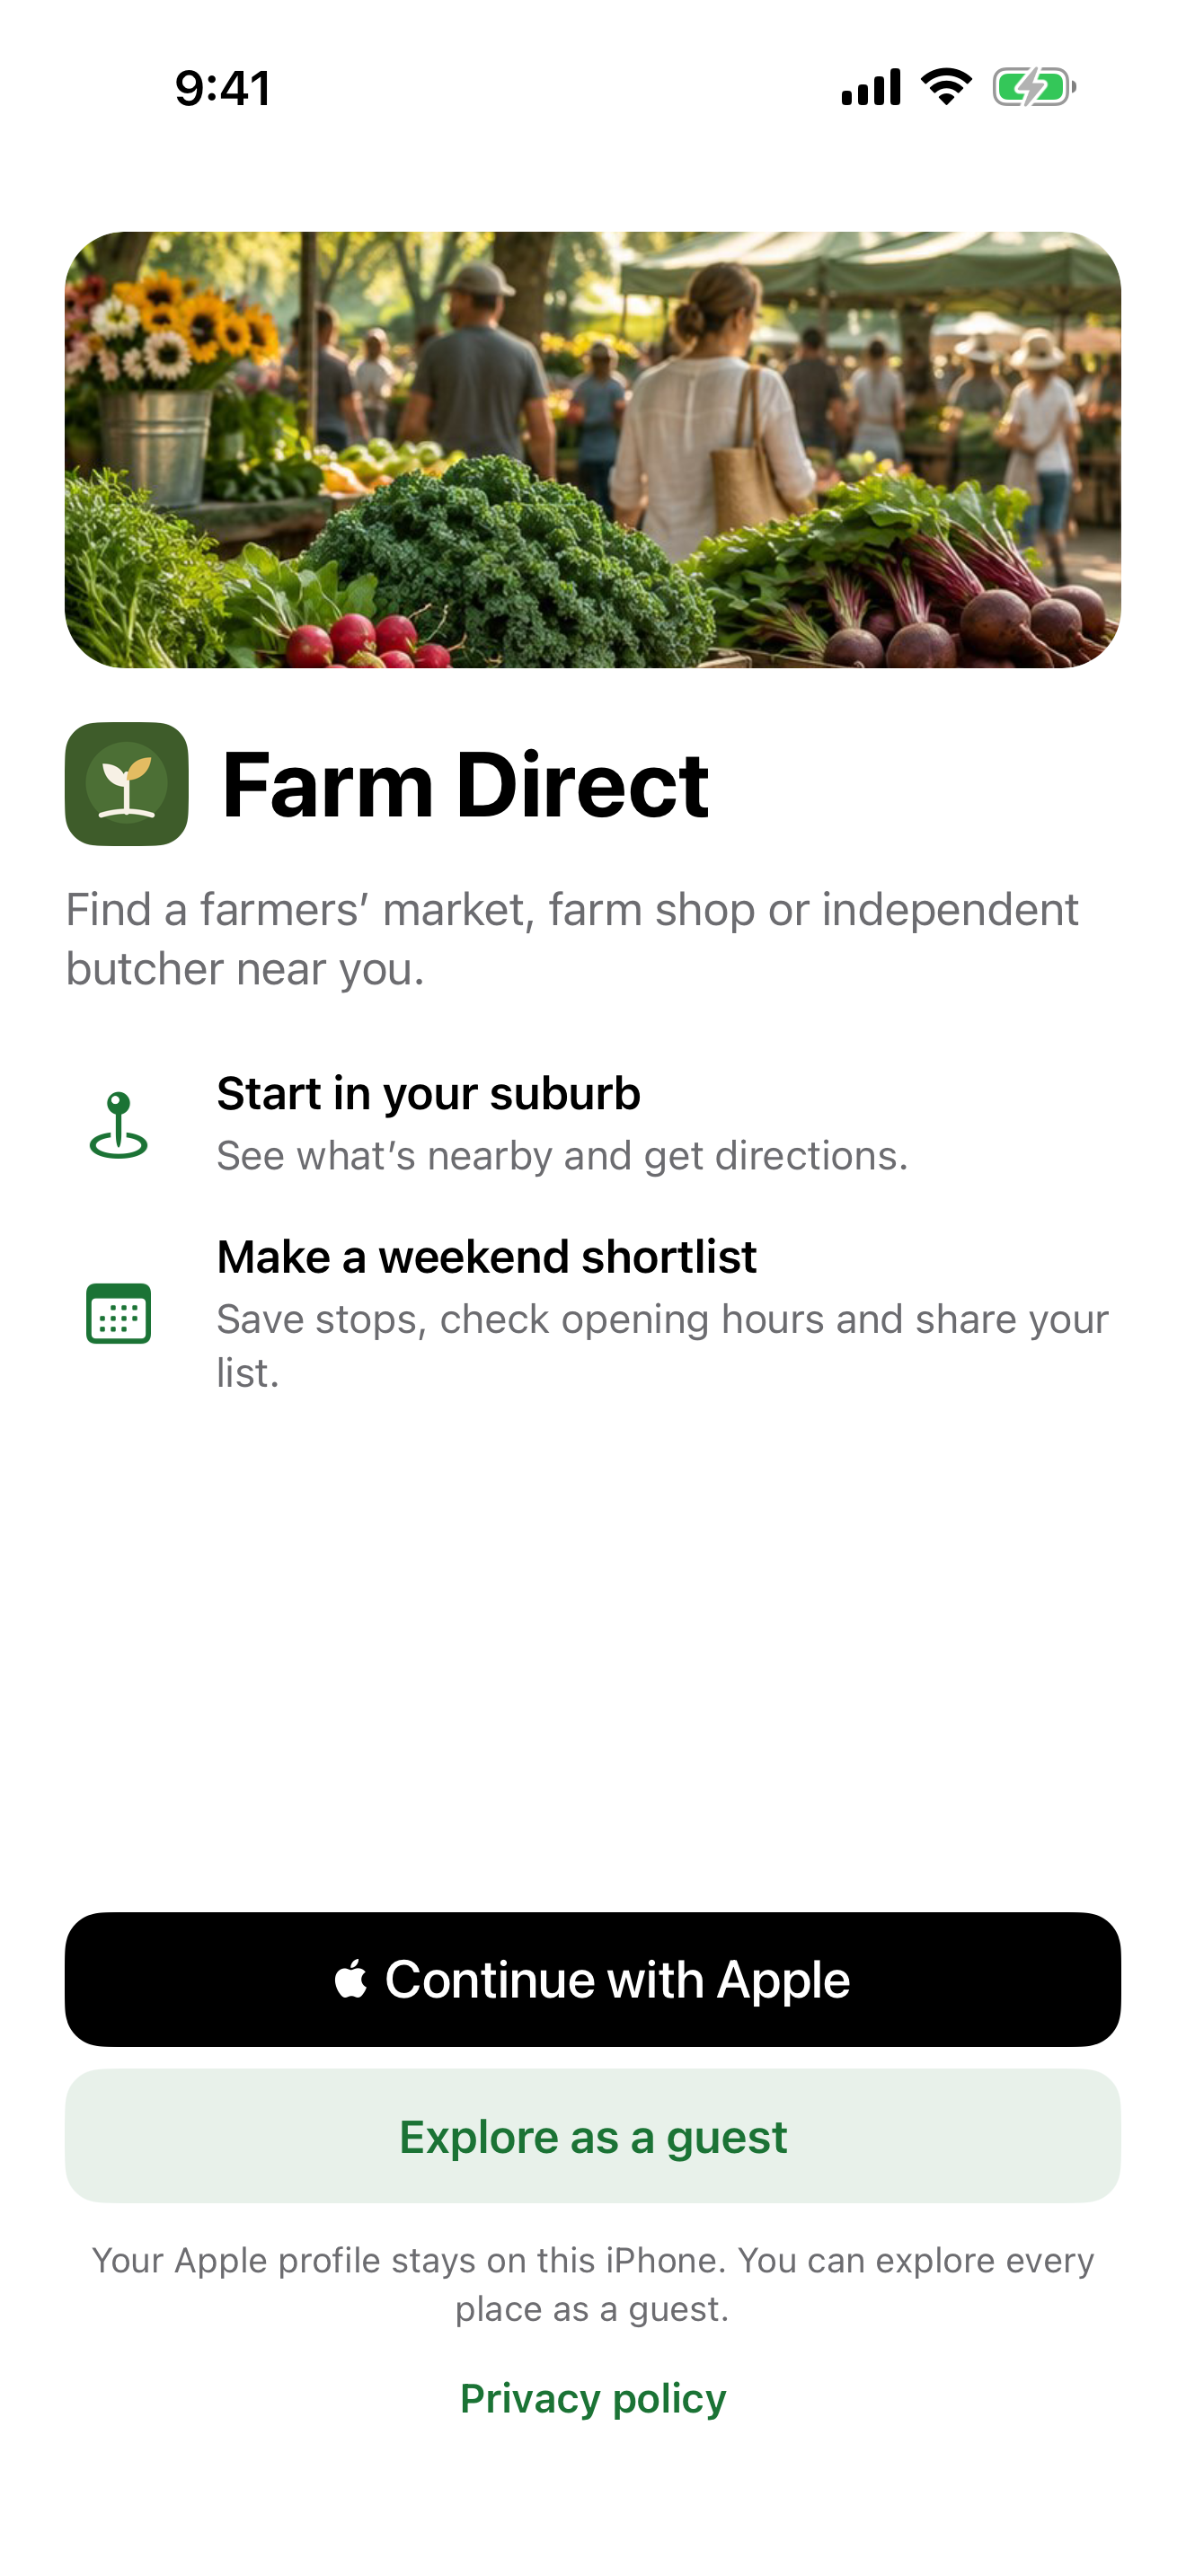 9:41
Farm Direct
Find a farmers’ market, farm shop or independent
butcher near you.
Start in your suburb
See what’s nearby and get directions.
Make a weekend shortlist
Save stops, check opening hours and share your
list.
Continue with Apple
Explore as a guest
Your Apple profile stays on this iPhone. You can explore every
place as a guest.
Privacy policy